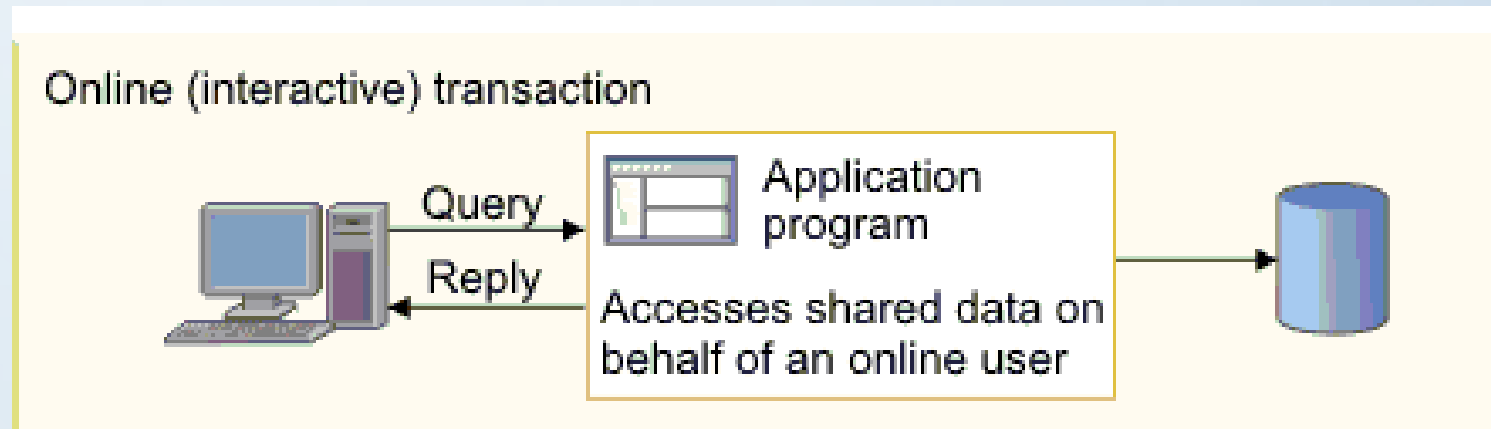 Online (interactive) transaction
Query
Reply
Application
program
Accesses shared data on
behalf of an online user